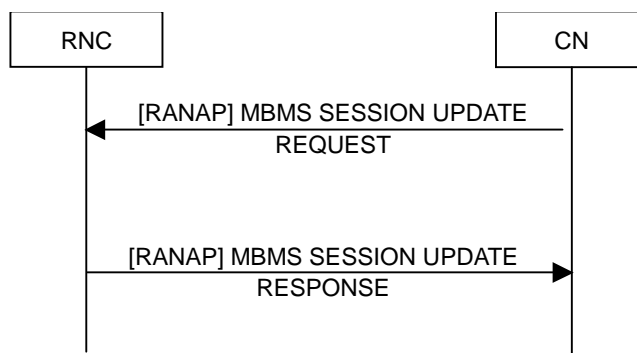 RNC
CN
[RANAP] MBMS SESSION UPDATE
REQUEST
[RANAP] MBMS SESSION UPDATE
RESPONSE